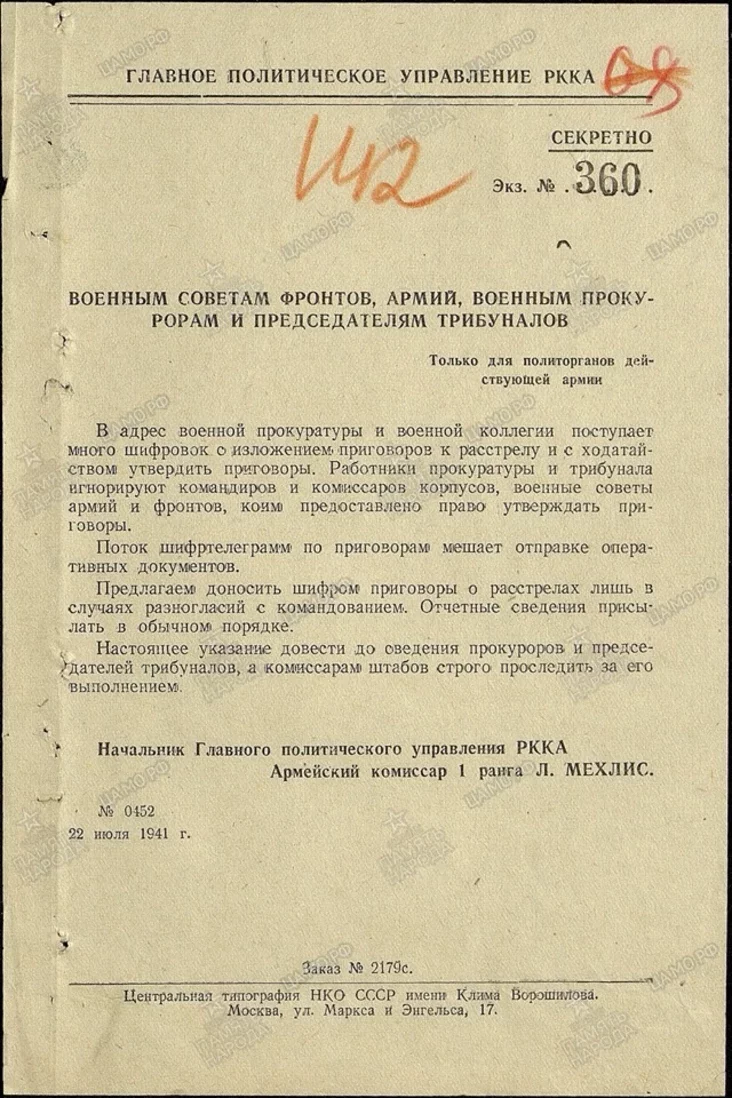 ГЛАВНОЕ ПОЛИТИЧЕСКОЕ УПРАВЛЕНИЕ РККА
СЕКРЕТНО
142
Экз. № 360.
ВОЕННЫМ СОВЕТАМ ФРОНТОВ, АРМИЙ, ВОЕННЫМ ПРОКУ-
РОРАМ И ПРЕДСЕДАТЕЛЯМ ТРИБУНАЛОВ
Только для политорганов дей-
ствующей армии
В адрес военной прокуратуры и военной коллегии поступает
много шифровок с изложением приговоров к расстрелу и с ходатай-
ством утвердить приговоры. Работники прокуратуры и трибунала
игнорируют командиров и комиссаров корпусов, военные советы
армий и фронтов, коим предоставлено право утверждать при-
говоры.
Поток шифртелеграмм по приговорам мешает отправке опера-
тивных документов.
Предлагаем доносить шифром приговоры о расстрелах лишь в
случаях разногласий с командованием. Отчетные сведения присы-
лать в обычном порядке.
Настоящее указание довести до сведения прокуроров и предсе-
дателей трибуналов, а комиссарам штабов строго проследить за его
выполнением.
Начальник Главного политического управления РККА
Армейский комиссар 1 ранга Л. МЕХЛИС.
№ 0452
22 июля 1941 г.
Заказ № 2179с.
Центральная типография НКО СССР имени Клима Ворошилова.
Москва, ул. Маркса и Энгельса, 17.